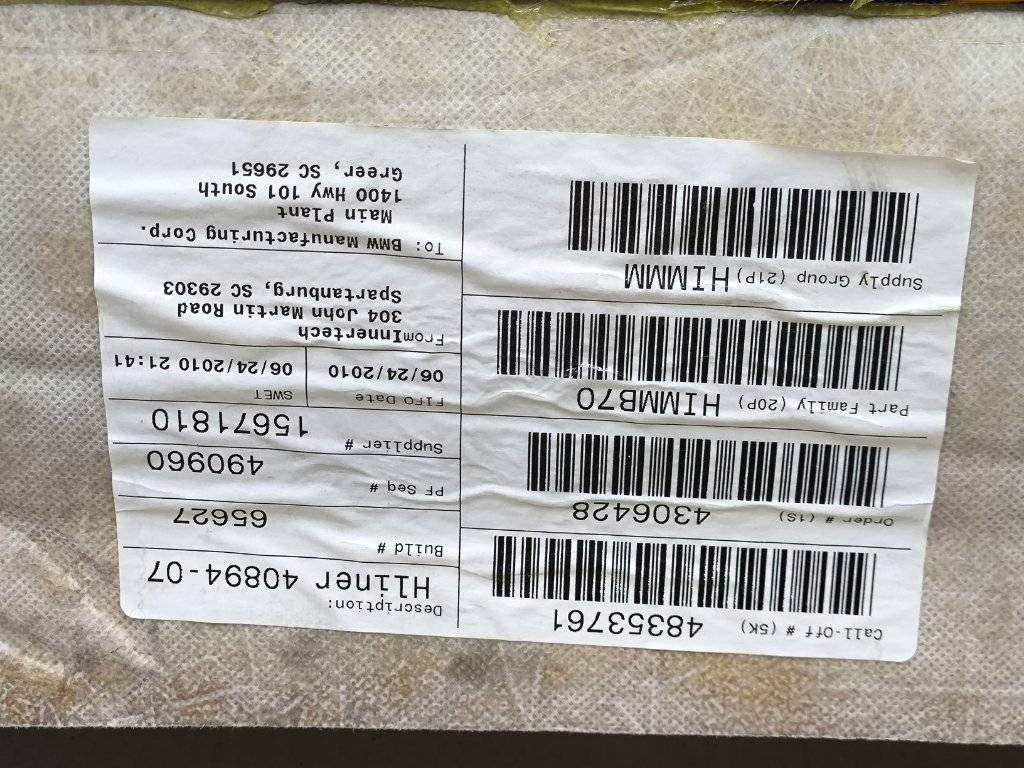 Call-Off # (5K) 48353761
Order # (1S) 4306428
Part Family (20P) HIMMB70
Supply Group (21P) HIMMM
Description:
Hliner 40894-07
Build #
65627
PF Seq #
490960
Supplier #
15671810
FIFO Date
06/24/2010
SWET
06/24/2010 21:41
FromInnertech
304 John Martin Road
Spartanburg, SC 29303
To: BMW Manufacturing Corp.
Main Plant
1400 Hwy 101 South
Greer, SC 29651